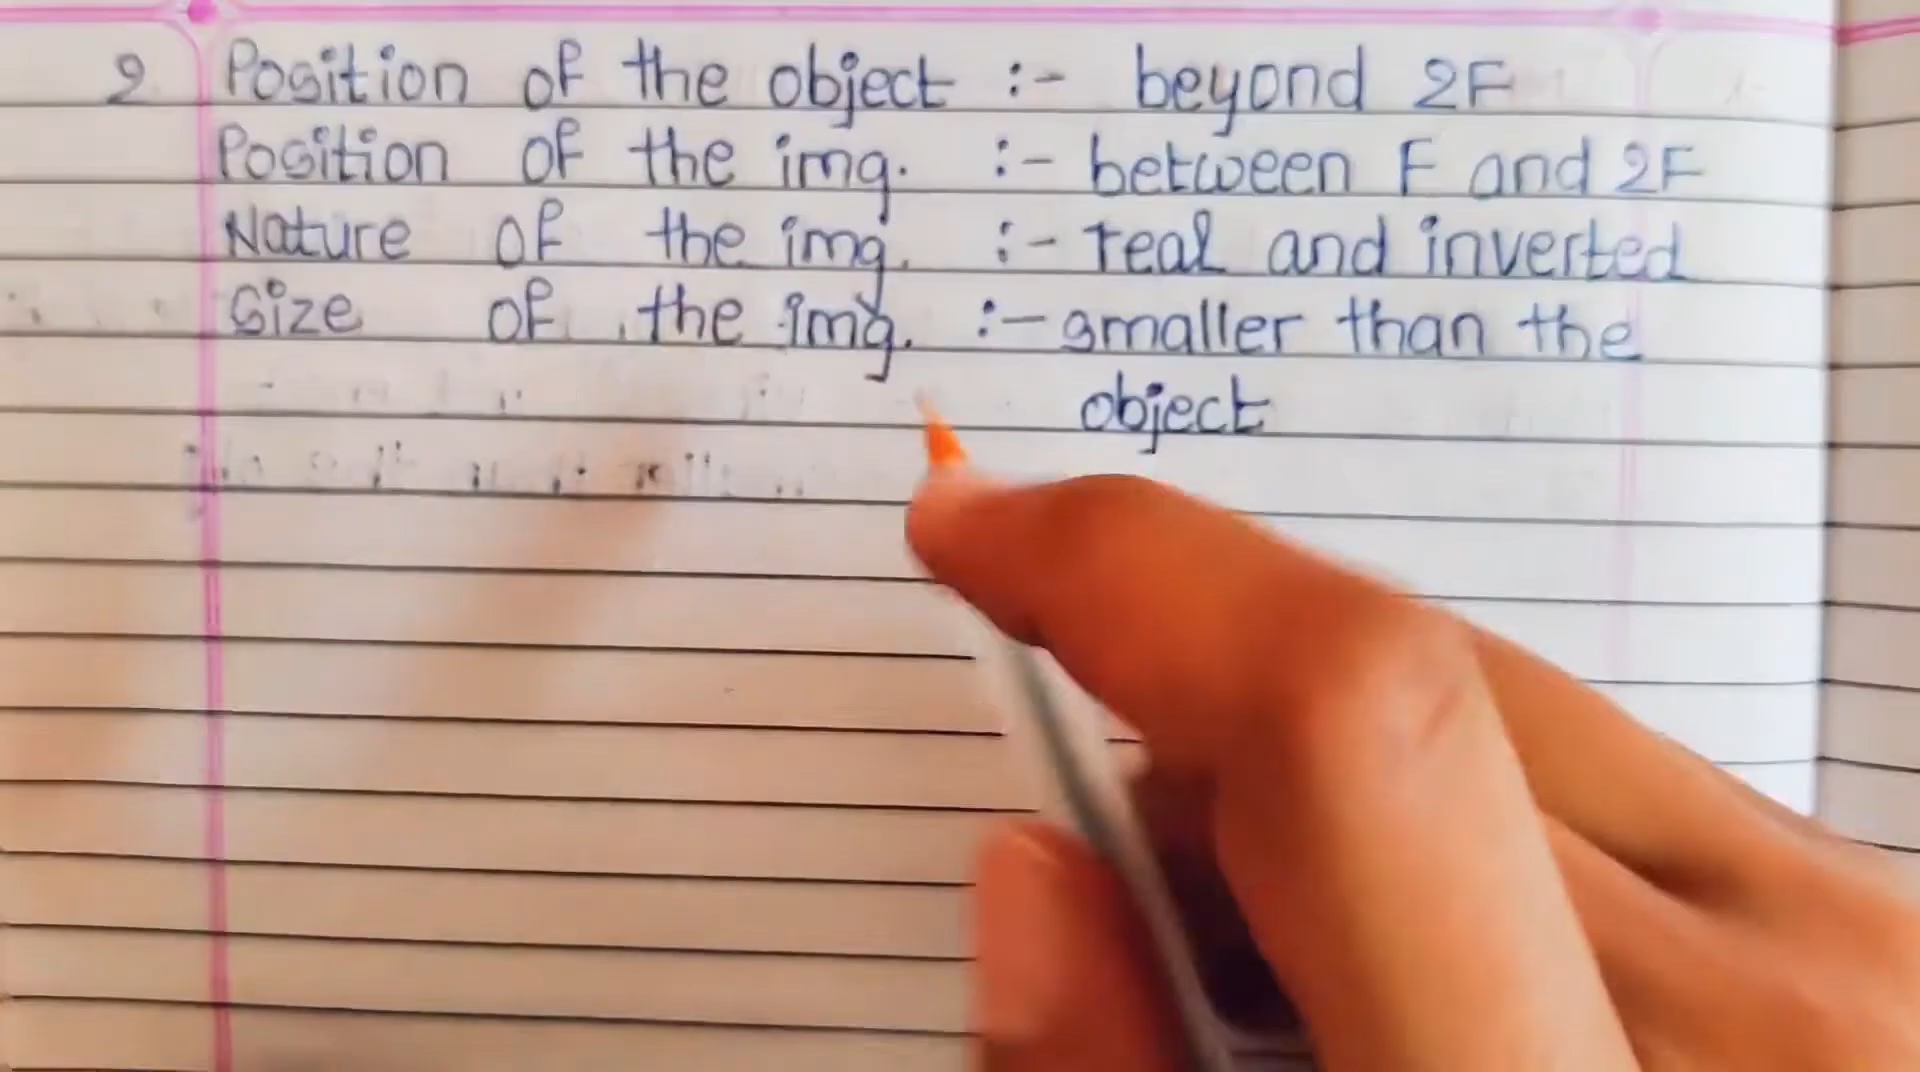 2 Position of the object :- beyond 2F
Position of the img. :- between F and 2F
Nature of the img. :- real and inverted
Size of the img. :- smaller than the
object